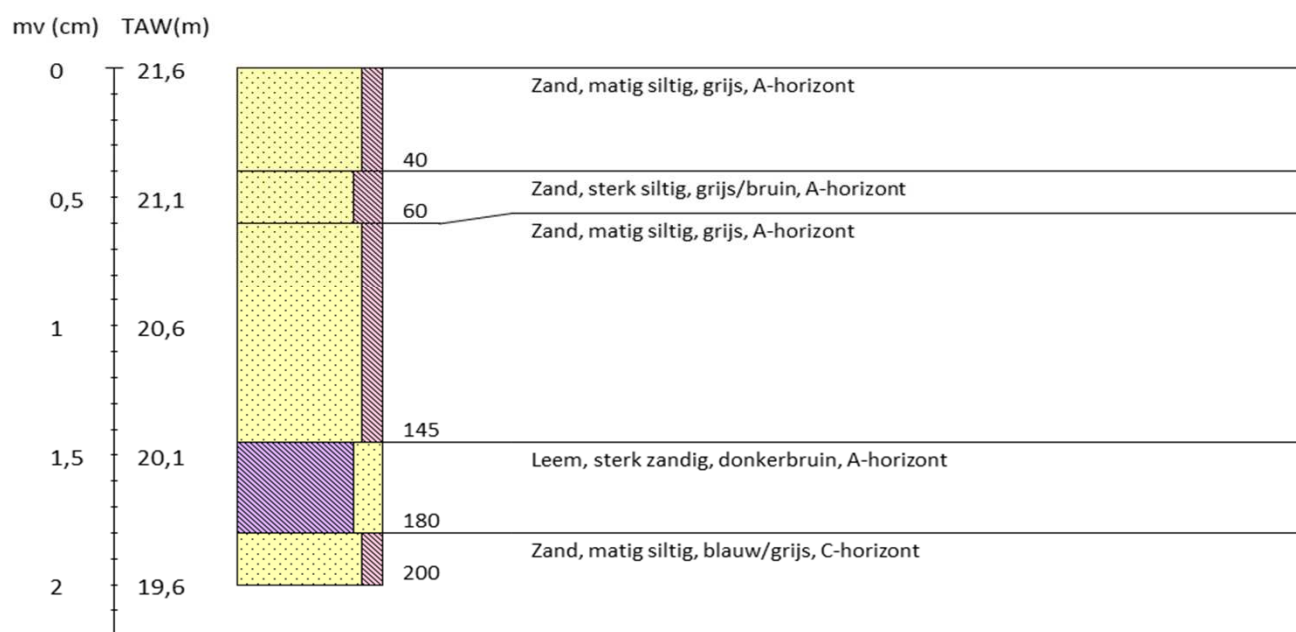 mv (cm) TAW(m)
0 21,6
Zand, matig siltig, grijs, A-horizont
40
Zand, sterk siltig, grijs/bruin, A-horizont
0,5 21,1
60
Zand, matig siltig, grijs, A-horizont
1 20,6
145
1,5 20,1
Leem, sterk zandig, donkerbruin, A-horizont
180
Zand, matig siltig, blauw/grijs, C-horizont
200
2 19,6